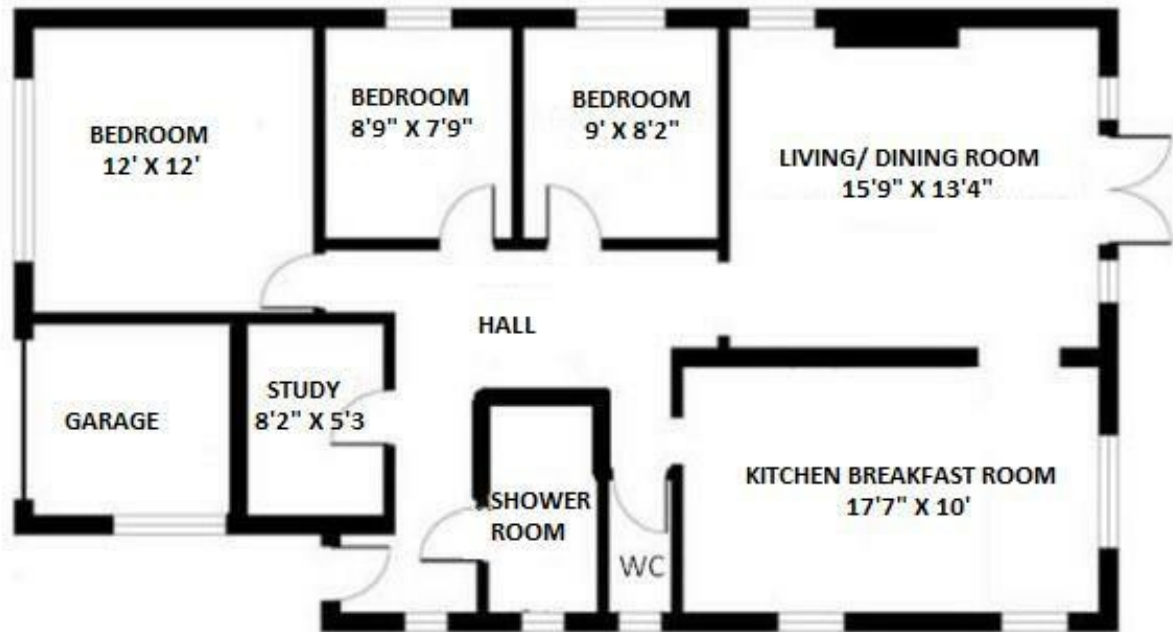 BEDROOM
12' X 12'
BEDROOM
8'9" X 7'9"
BEDROOM
9' X 8'2"
LIVING/ DINING ROOM
15'9" X 13'4"
HALL
GARAGE
STUDY
8'2" X 5'3
SHOWER
ROOM
WC
KITCHEN BREAKFAST ROOM
17'7" X 10'